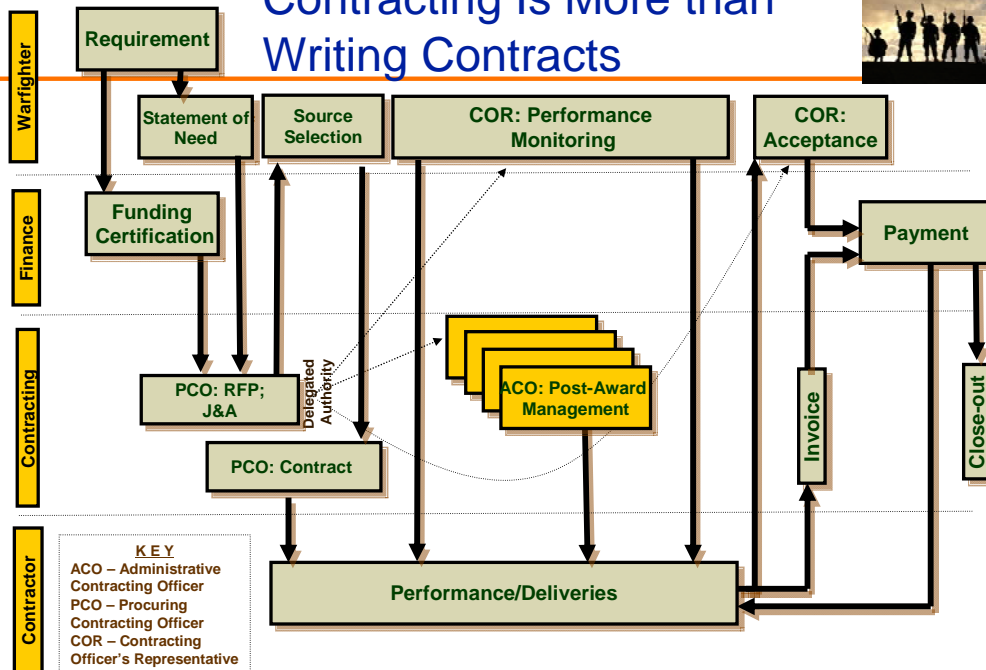 Contracting Is More than
Writing Contracts
Warfighter
Requirement
Statement of
Need
Source
Selection
COR: Performance
Monitoring
COR:
Acceptance
Finance
Funding
Certification
Payment
Contracting
PCO: RFP;
J&A
Delegated
Authority
ACO: Post-Award
Management
PCO: Contract
Invoice
Close-out
Contractor
Performance/Deliveries
K E Y
ACO – Administrative
Contracting Officer
PCO – Procuring
Contracting Officer
COR – Contracting
Officer's Representative